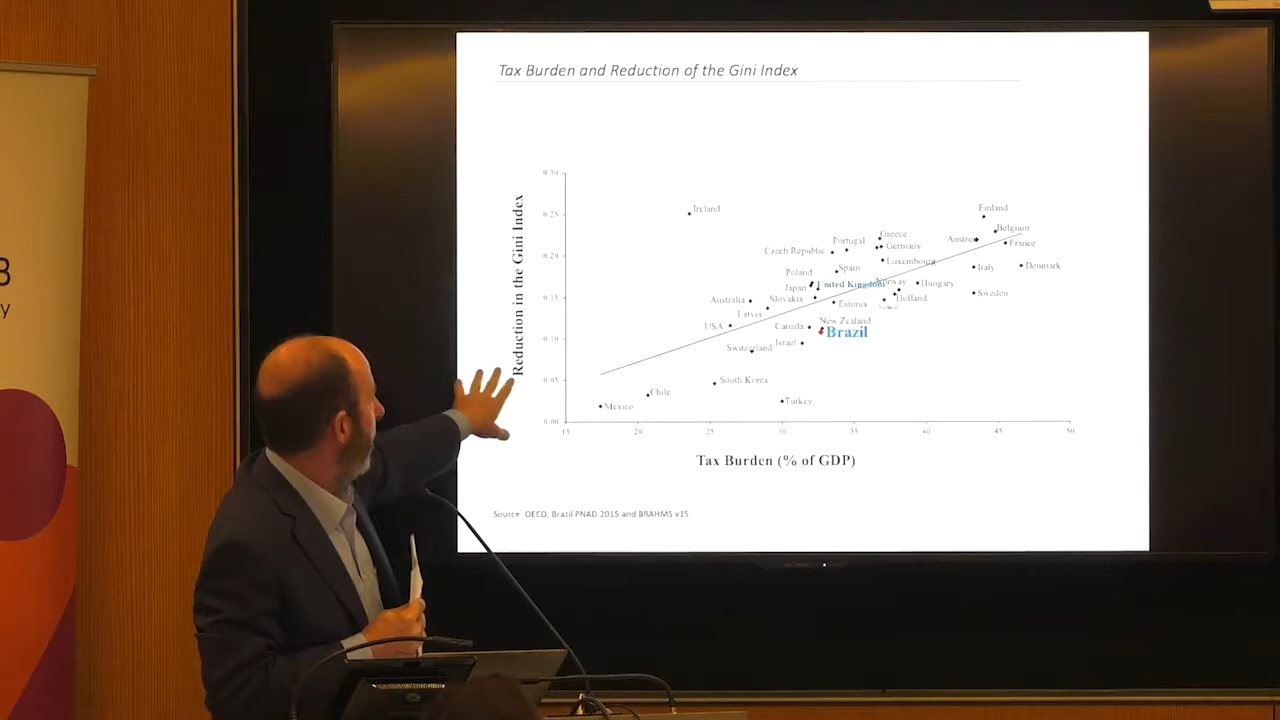 Tax Burden and Reduction of the Gini Index
Reduction in the Gini Index
0.30
0.25
0.20
0.15
0.10
0.05
0.00
15
20
25
30
35
40
45
50
Ireland
Finland
Belgium
Austria
France
Greece
Portugal
Germany
Czech Republic
Luxembourg
Spain
Italy
Denmark
Poland
Japan
United Kingdom
Norway
Hungary
Sweden
Australia
Slovakia
Estonia
Holland
Latvia
USA
Canada
New Zealand
Brazil
Israel
Switzerland
South Korea
Chile
Turkey
Mexico
Tax Burden (% of GDP)
Source: OECD, Brazil PNAD 2015 and BRAHMS v15
B
y